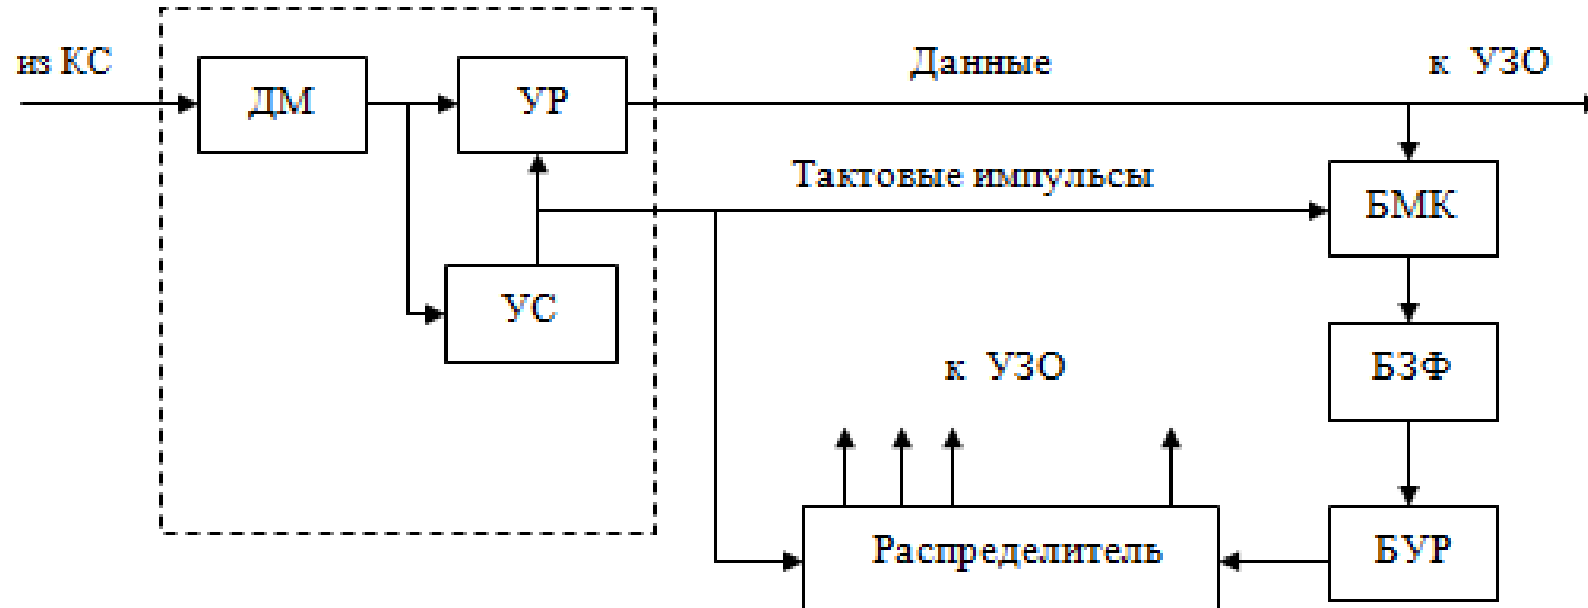 из КС
ДМ
УР
Данные
к УЗО
Тактовые импульсы
БМК
УС
к УЗО
БЗФ
Распределитель
БУР